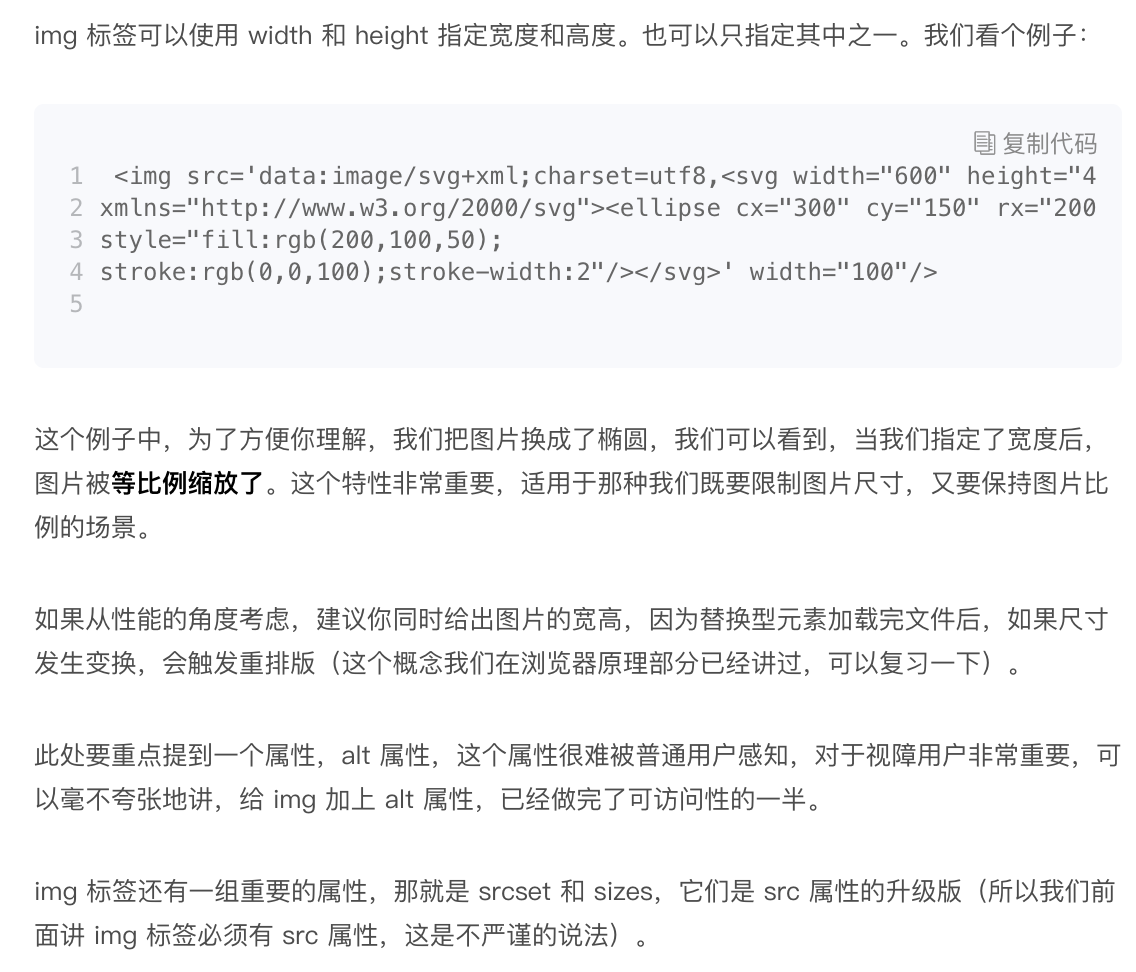 img 标签可以使用 width 和 height 指定宽度和高度。也可以只指定其中之一。我们看个例子：
复制代码
1 <img src='data:image/svg+xml;charset=utf8,<svg width="600" height="4
2 xmlns="http://www.w3.org/2000/svg"><ellipse cx="300" cy="150" rx="200
3 style="fill:rgb(200,100,50);
4 stroke:rgb(0,0,100);stroke-width:2"/></svg>' width="100"/>
5
这个例子中，为了方便你理解，我们把图片换成了椭圆，我们可以看到，当我们指定了宽度后，
图片被等比例缩放了。这个特性非常重要，适用于那种我们既要限制图片尺寸，又要保持图片比
例的场景。
如果从性能的角度考虑，建议你同时给出图片的宽高，因为替换型元素加载完文件后，如果尺寸
发生变换，会触发重排版（这个概念我们在浏览器原理部分已经讲过，可以复习一下）。
此处要重点提到一个属性，alt 属性，这个属性很难被普通用户感知，对于视障用户非常重要，可
以毫不夸张地讲，给 img 加上 alt 属性，已经做完了可访问性的一半。
img 标签还有一组重要的属性，那就是 srcset 和 sizes，它们是 src 属性的升级版（所以我们前
面讲 img 标签必须有 src 属性，这是不严谨的说法）。